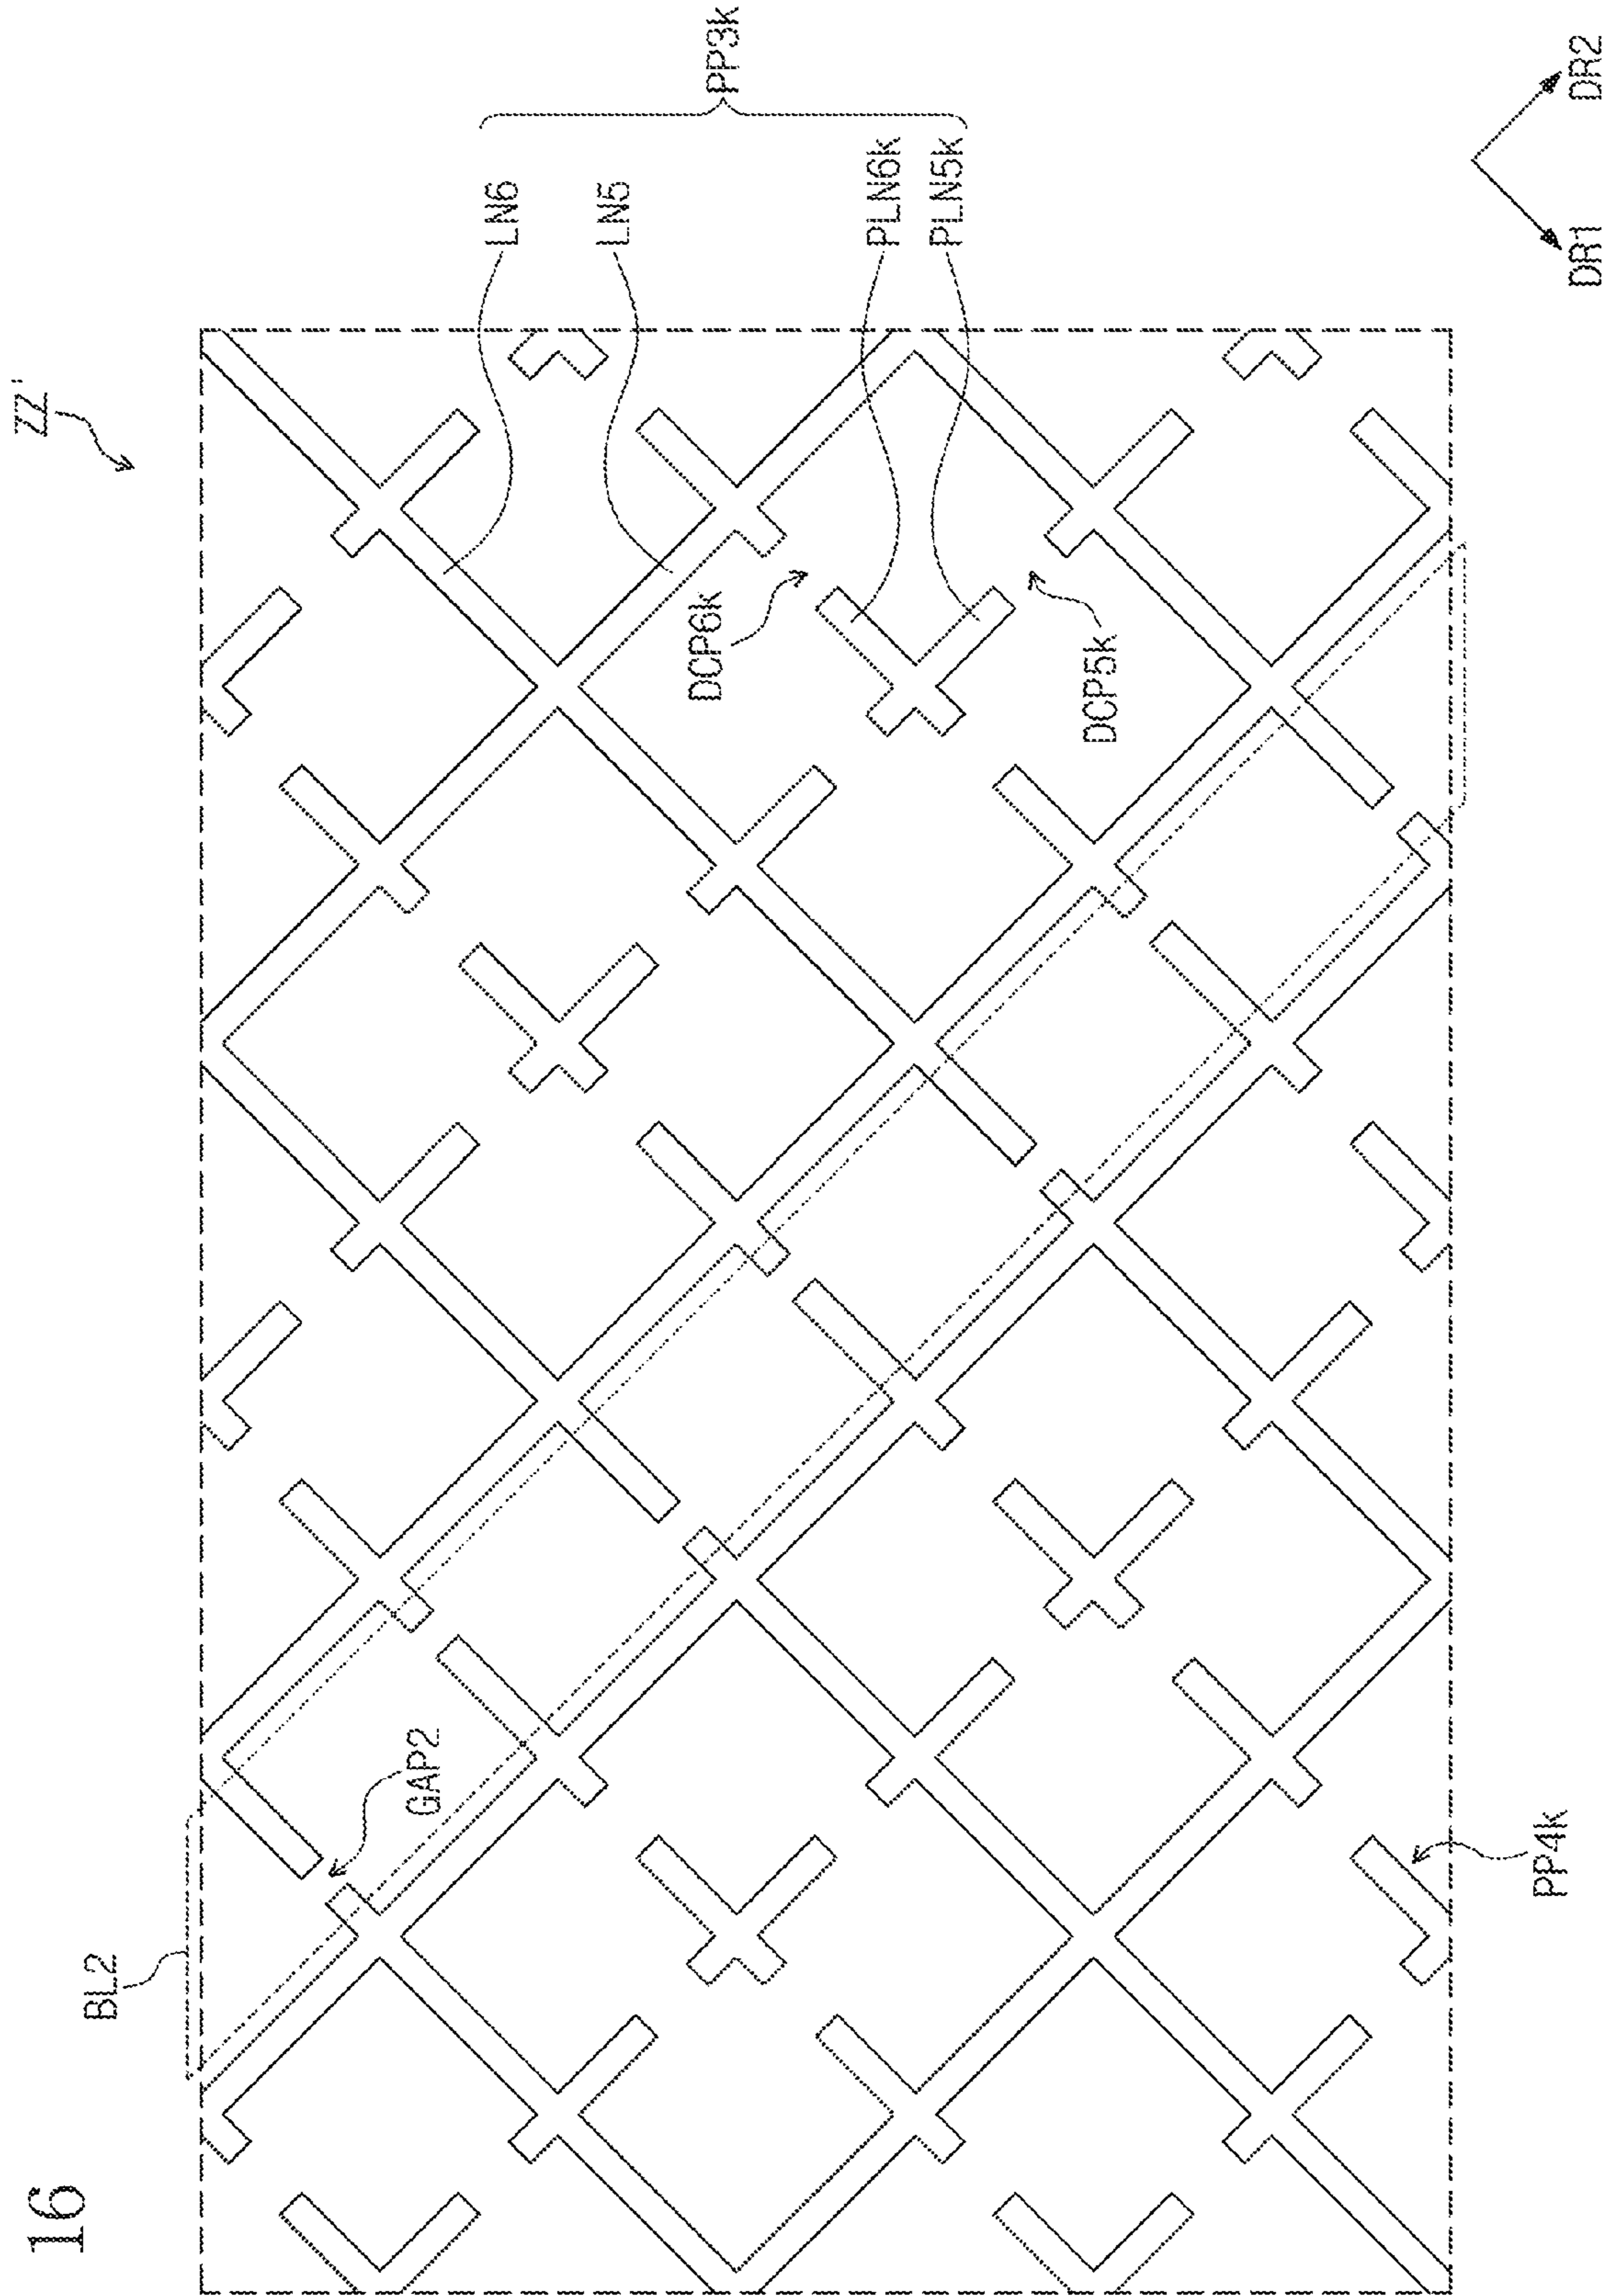 16
ZZ'
BL2
GAP2
PP3k
LN6
LN5
PLN6k
PLN5k
DCP6k
DCP5k
PP4k
DR1
DR2